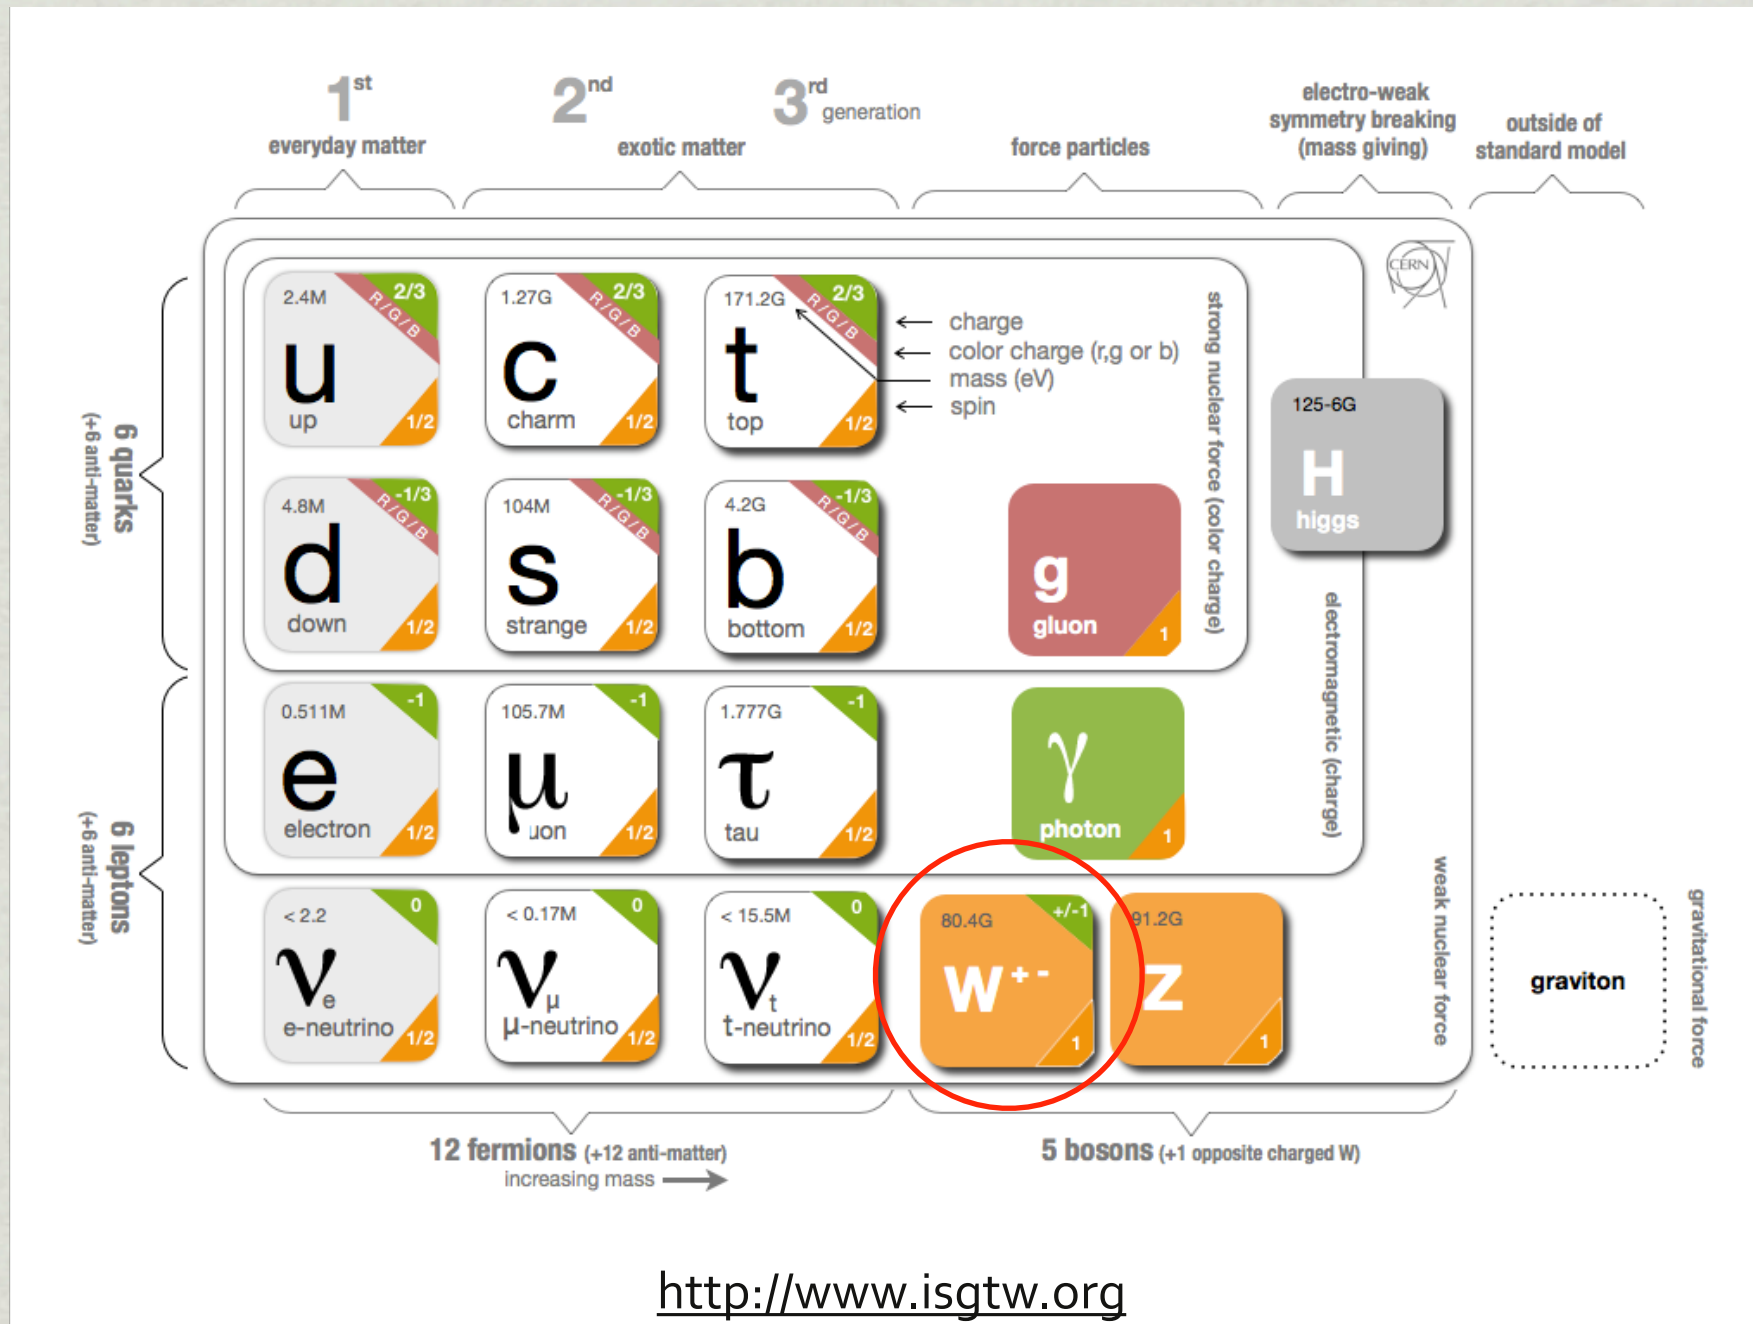 1st
2nd
3rd generation
everyday matter
exotic matter
force particles
electro-weak
symmetry breaking
(mass giving)
outside of
standard model
CERN
6 quarks
(+6 anti-matter)
2.4M
2/3
R/G/B
u
up
1/2
1.27G
2/3
R/G/B
c
charm
1/2
171.2G
2/3
R/G/B
t
top
1/2
charge
color charge (r,g or b)
mass (eV)
spin
strong nuclear force (color charge)
125-6G
H
higgs
4.8M
-1/3
R/G/B
d
down
1/2
104M
-1/3
R/G/B
s
strange
1/2
4.2G
-1/3
R/G/B
b
bottom
1/2
g
gluon
1
electromagnetic (charge)
6 leptons
(+6 anti-matter)
0.511M
-1
e
electron
1/2
105.7M
-1
μ
uon
1/2
1.777G
-1
τ
tau
1/2
γ
photon
1
weak nuclear force
< 2.2
0
νe
e-neutrino
1/2
< 0.17M
0
νμ
μ-neutrino
1/2
< 15.5M
0
νt
t-neutrino
1/2
80.4G
+/-1
W+-
1
91.2G
Z
1
graviton
gravitational force
12 fermions (+12 anti-matter)
increasing mass
5 bosons (+1 opposite charged W)
http://www.isgtw.org